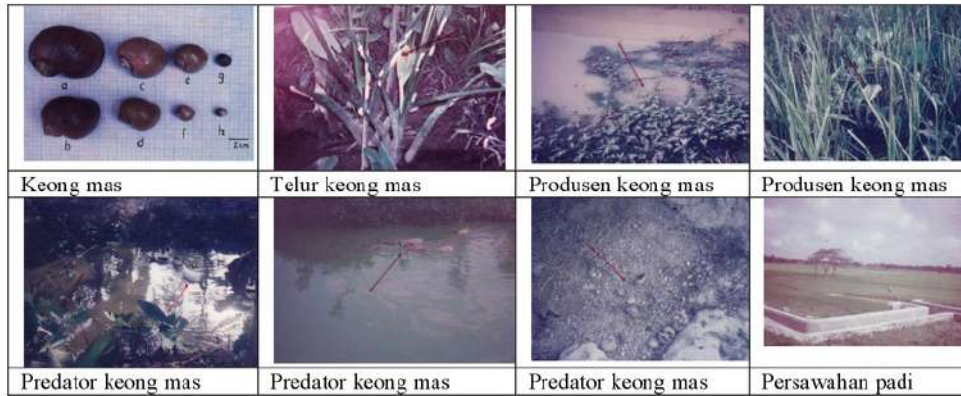 a
c
e
g
b
d
f
h
2cm
Keong mas
Telur keong mas
Produsen keong mas
Produsen keong mas
Predator keong mas
Predator keong mas
Predator keong mas
Persawahan padi